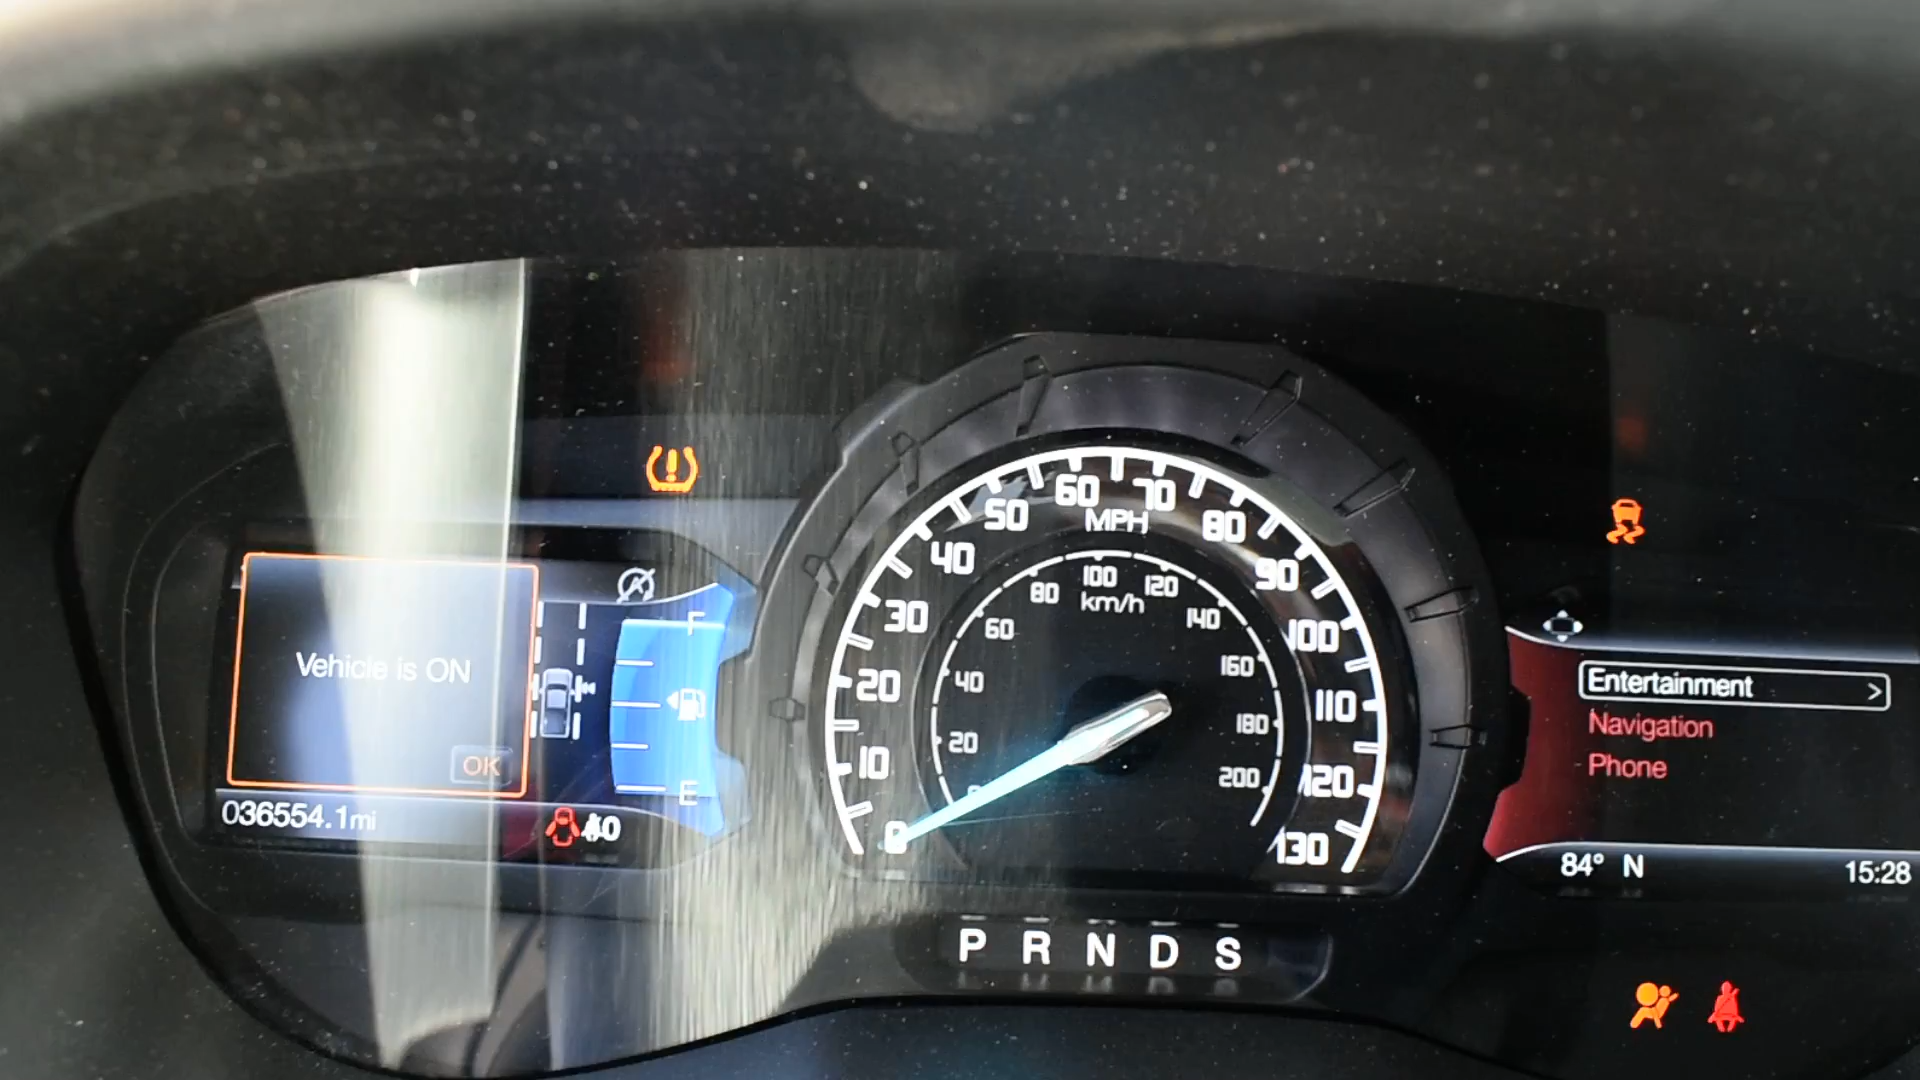 Vehicle is ON
OK
036554.1mi
F
E
0
10
20
30
40
50
60
70
80
90
100
110
120
130
MPH
20
40
60
80
100
120
140
160
180
200
km/h
P R N D S
Entertainment >
Navigation
Phone
84° N
15:28